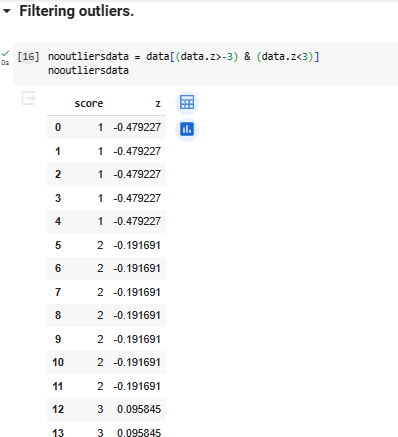 Filtering outliers.
[16] nooutliersdata = data[(data.z>-3) & (data.z<3)]
0s
nooutliersdata
score z
0 1 -0.479227
1 1 -0.479227
2 1 -0.479227
3 1 -0.479227
4 1 -0.479227
5 2 -0.191691
6 2 -0.191691
7 2 -0.191691
8 2 -0.191691
9 2 -0.191691
10 2 -0.191691
11 2 -0.191691
12 3 0.095845
13 3 0.095845